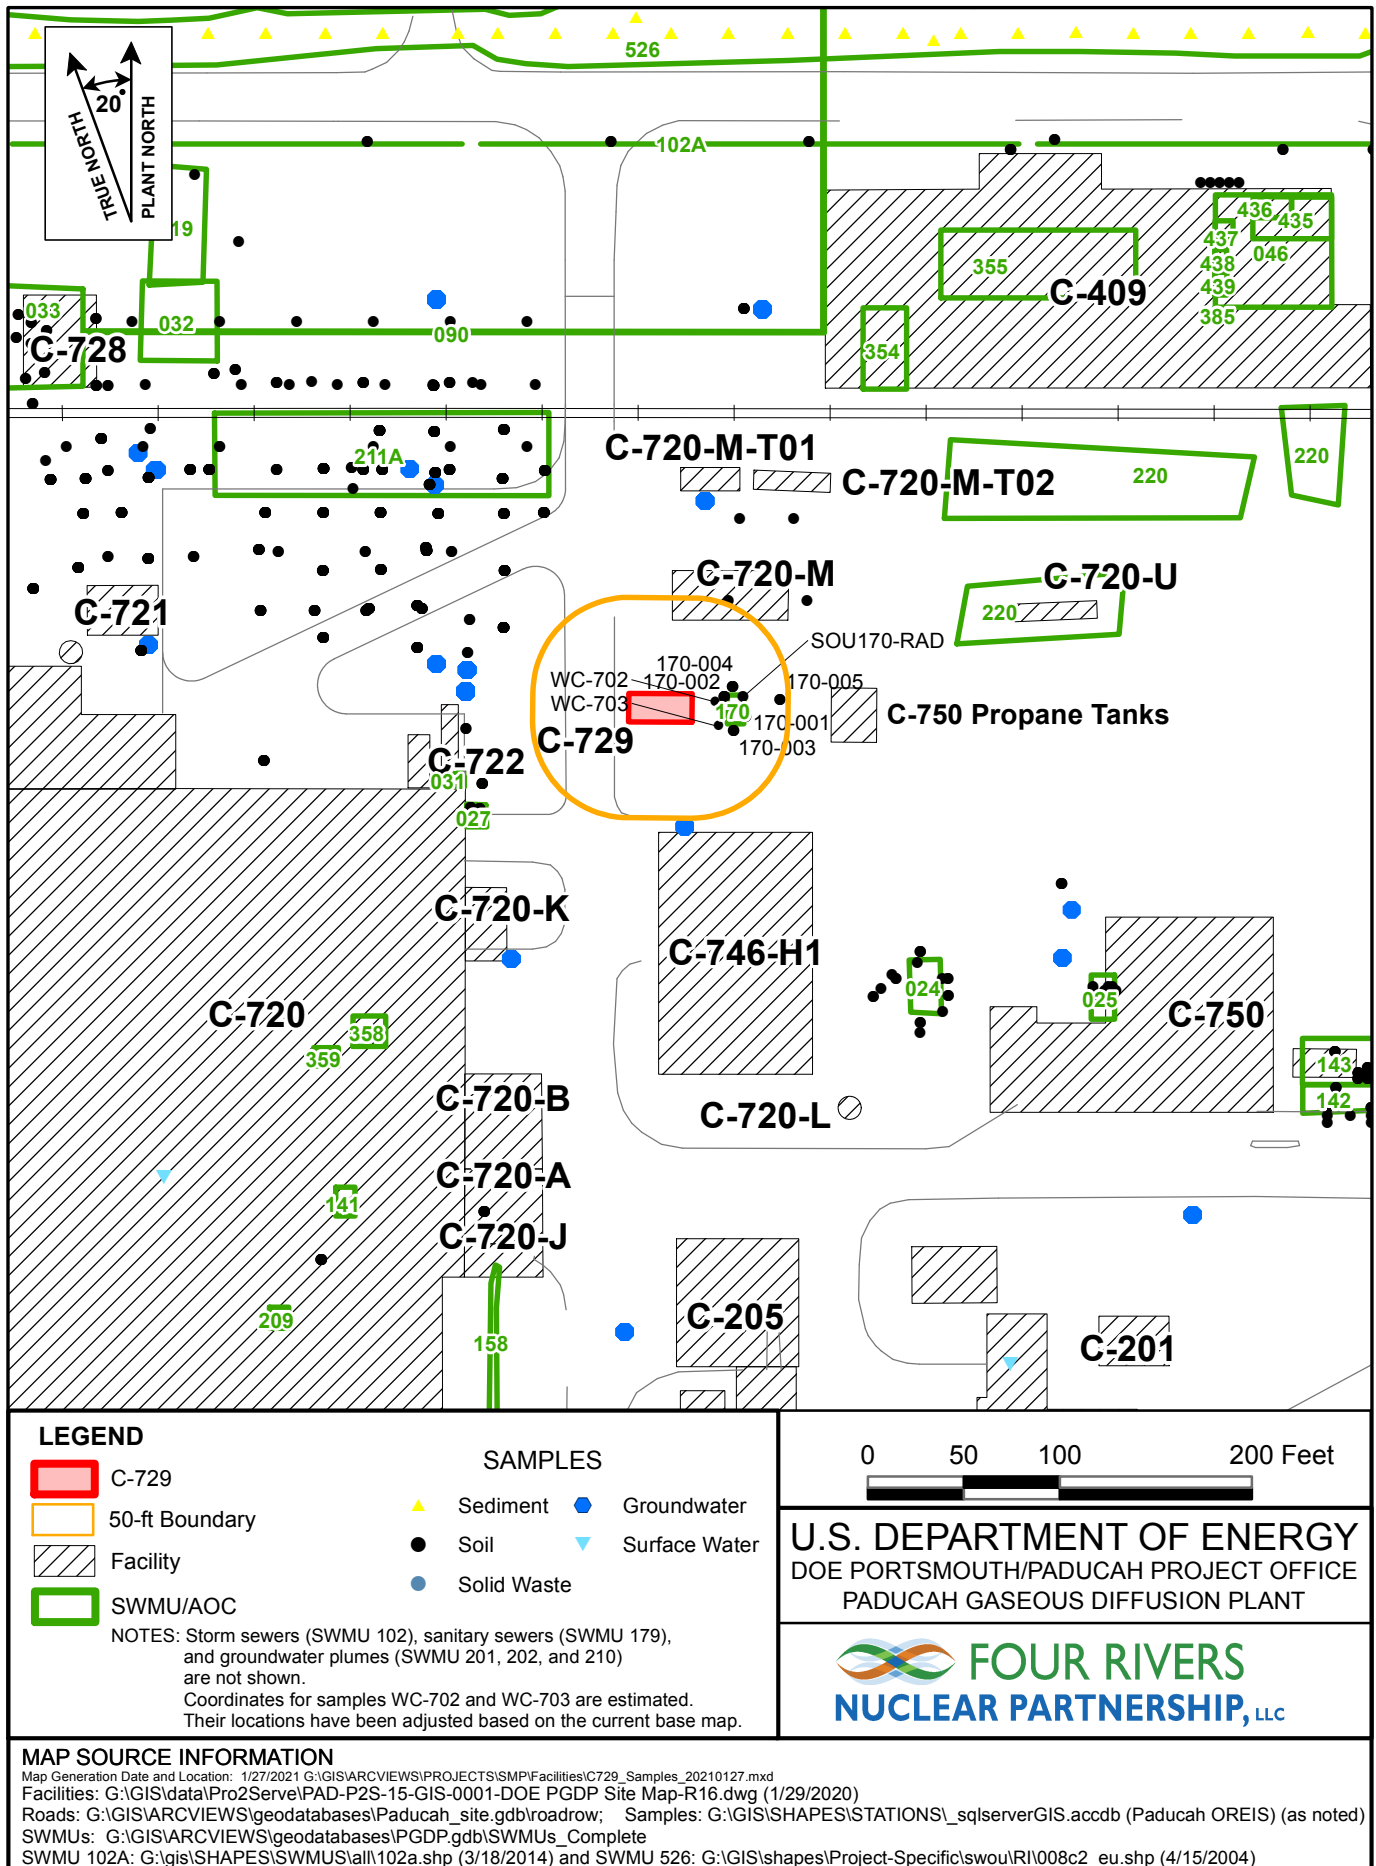 526
20°
TRUE NORTH
PLANT NORTH
102A
19
436
435
437
046
438
439
385
355
C-409
033
032
090
354
C-728
C-720-M-T01
211A
C-720-M-T02
220
220
C-720-M
C-720-U
C-721
220
SOU170-RAD
170-004
WC-702
170-002
170-005
WC-703
170
170-001
C-729
170-003
C-750 Propane Tanks
C-722
031
027
C-720-K
C-746-H1
024
025
C-720
C-750
358
359
143
C-720-B
142
C-720-L
C-720-A
141
C-720-J
209
158
C-205
C-201
LEGEND
C-729
50-ft Boundary
Facility
SWMU/AOC
SAMPLES
Sediment
Groundwater
Soil
Surface Water
Solid Waste
NOTES: Storm sewers (SWMU 102), sanitary sewers (SWMU 179),
and groundwater plumes (SWMU 201, 202, and 210)
are not shown.
Coordinates for samples WC-702 and WC-703 are estimated.
Their locations have been adjusted based on the current base map.
0 50 100 200 Feet
U.S. DEPARTMENT OF ENERGY
DOE PORTSMOUTH/PADUCAH PROJECT OFFICE
PADUCAH GASEOUS DIFFUSION PLANT
FOUR RIVERS
NUCLEAR PARTNERSHIP, LLC
MAP SOURCE INFORMATION
Map Generation Date and Location: 1/27/2021 G:\GIS\ARCVIEWS\PROJECTS\SMP\Facilities\C729_Samples_20210127.mxd
Facilities: G:\GIS\data\Pro2Serve\PAD-P2S-15-GIS-0001-DOE PGDP Site Map-R16.dwg (1/29/2020)
Roads: G:\GIS\ARCVIEWS\geodatabases\Paducah_site.gdb\roadrow; Samples: G:\GIS\SHAPES\STATIONS\_sqlserverGIS.accdb (Paducah OREIS) (as noted)
SWMUs: G:\GIS\ARCVIEWS\geodatabases\PGDP.gdb\SWMUs_Complete
SWMU 102A: G:\gis\SHAPES\SWMUS\all\102a.shp (3/18/2014) and SWMU 526: G:\GIS\shapes\Project-Specific\swou\RI\008c2_eu.shp (4/15/2004)